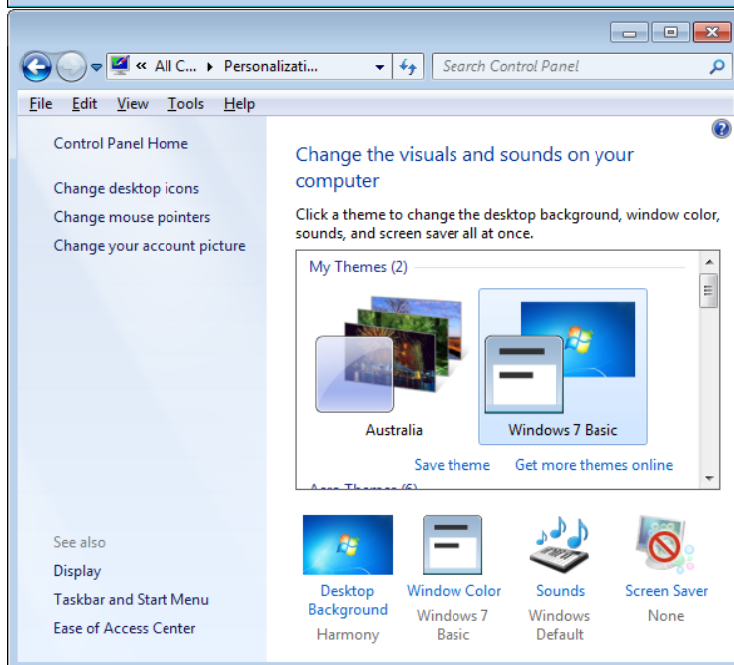 « All C... ▸ Personalizati...
Search Control Panel
File Edit View Tools Help
Control Panel Home
Change desktop icons
Change mouse pointers
Change your account picture
See also
Display
Taskbar and Start Menu
Ease of Access Center
Change the visuals and sounds on your
computer
Click a theme to change the desktop background, window color,
sounds, and screen saver all at once.
My Themes (2)
Australia
Windows 7 Basic
Save theme Get more themes online
Aero Themes (6)
Desktop
Background
Harmony
Window Color
Windows 7
Basic
Sounds
Windows
Default
Screen Saver
None